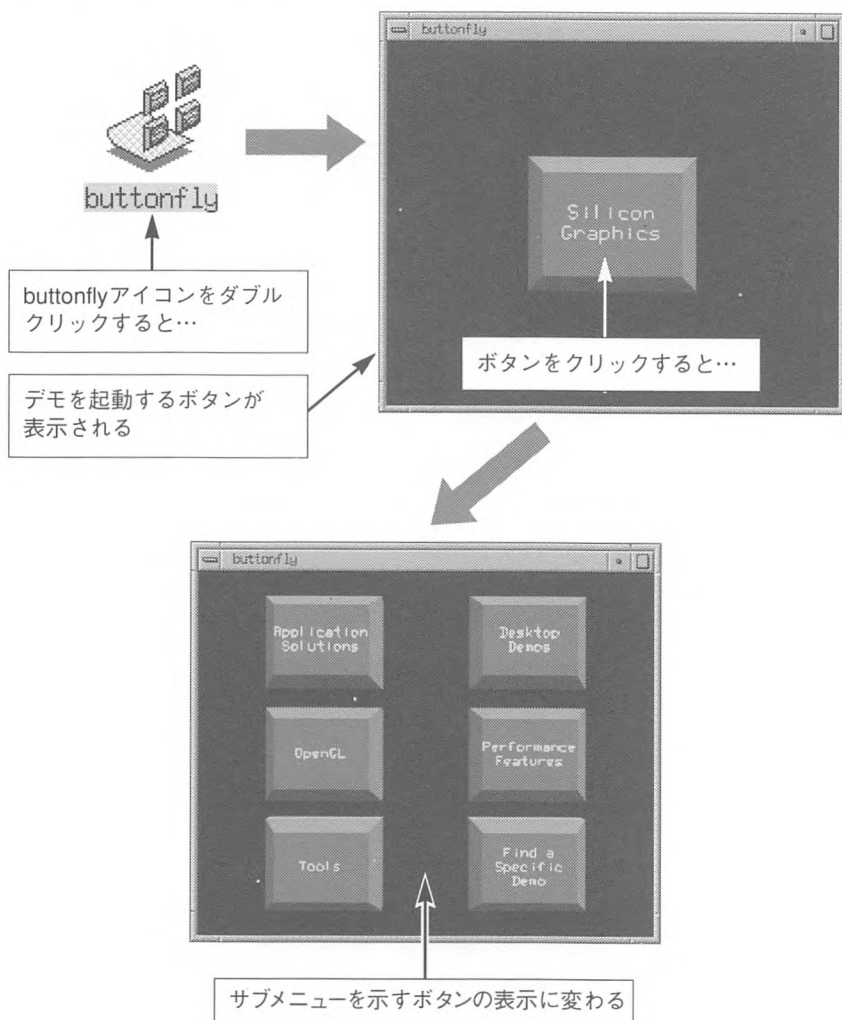 buttonfly
buttonflyアイコンをダブル
クリックすると…
デモを起動するボタンが
表示される
buttonfly
Silicon
Graphics
ボタンをクリックすると…
buttonfly
Application
Solutions
Desktop
Demos
OpenGL
Performance
Features
Tools
Find a
Specific
Demo
サブメニューを示すボタンの表示に変わる